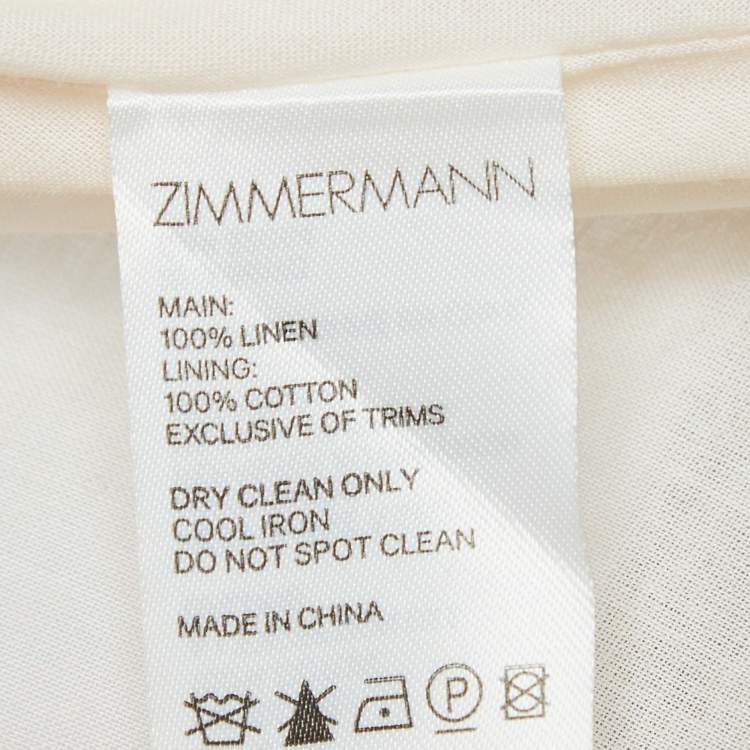 ZIMMERMANN
MAIN:
100% LINEN
LINING:
100% COTTON
EXCLUSIVE OF TRIMS
DRY CLEAN ONLY
COOL IRON
DO NOT SPOT CLEAN
MADE IN CHINA
P